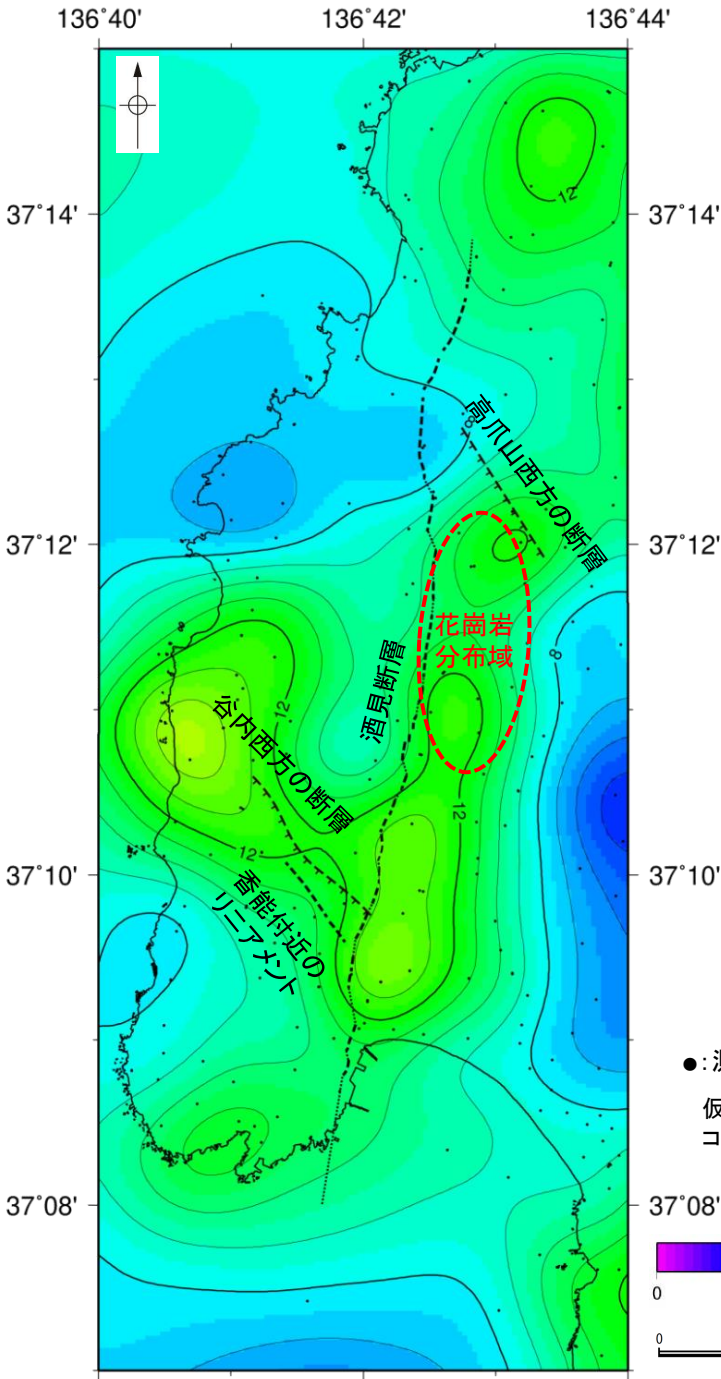 136˚40'
136˚42'
136˚44'
37˚14'
37˚14'
12
高爪山西方の断層
37˚12'
37˚12'
花崗岩
分布域
酒見断層
8
12
谷内西方の断層
12
12
37˚10'
37˚10'
香能付近の
リニアメント
●:測
仮
コ
37˚08'
37˚08'
0
0